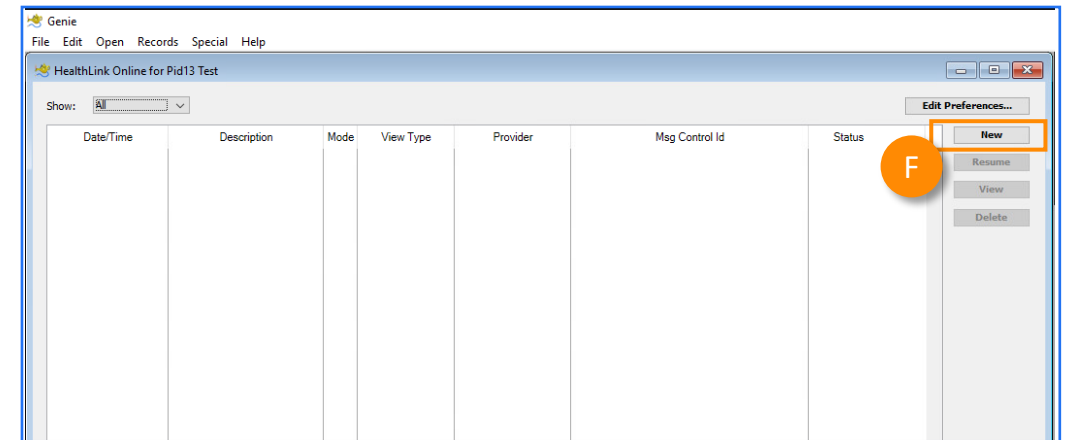 Genie
File Edit Open Records Special Help
HealthLink Online for Pid13 Test
Show: All Edit Preferences...
Date/Time Description Mode View Type Provider Msg Control Id Status New
F
Resume
View
Delete